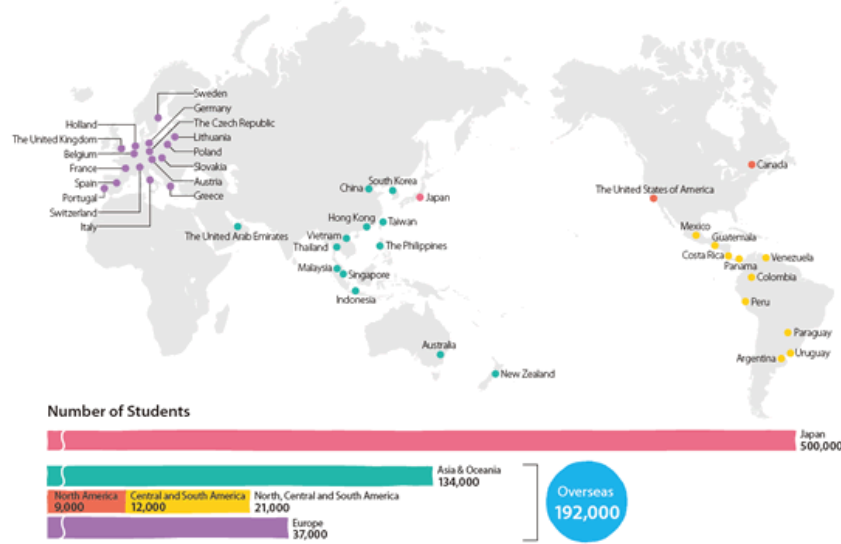 Sweden
Germany
The Czech Republic
Lithuania
Poland
Slovakia
Austria
Greece
Holland
The United Kingdom
Belgium
France
Spain
Portugal
Switzerland
Italy
The United Arab Emirates
China
South Korea
Japan
Hong Kong
Taiwan
Vietnam
Thailand
The Philippines
Malaysia
Singapore
Indonesia
Australia
New Zealand
Canada
The United States of America
Mexico
Guatemala
Costa Rica
Panama
Venezuela
Colombia
Peru
Paraguay
Uruguay
Argentina
Number of Students
Japan
500,000
Asia & Oceania
134,000
North America
9,000
Central and South America
12,000
North, Central and South America
21,000
Europe
37,000
Overseas
192,000